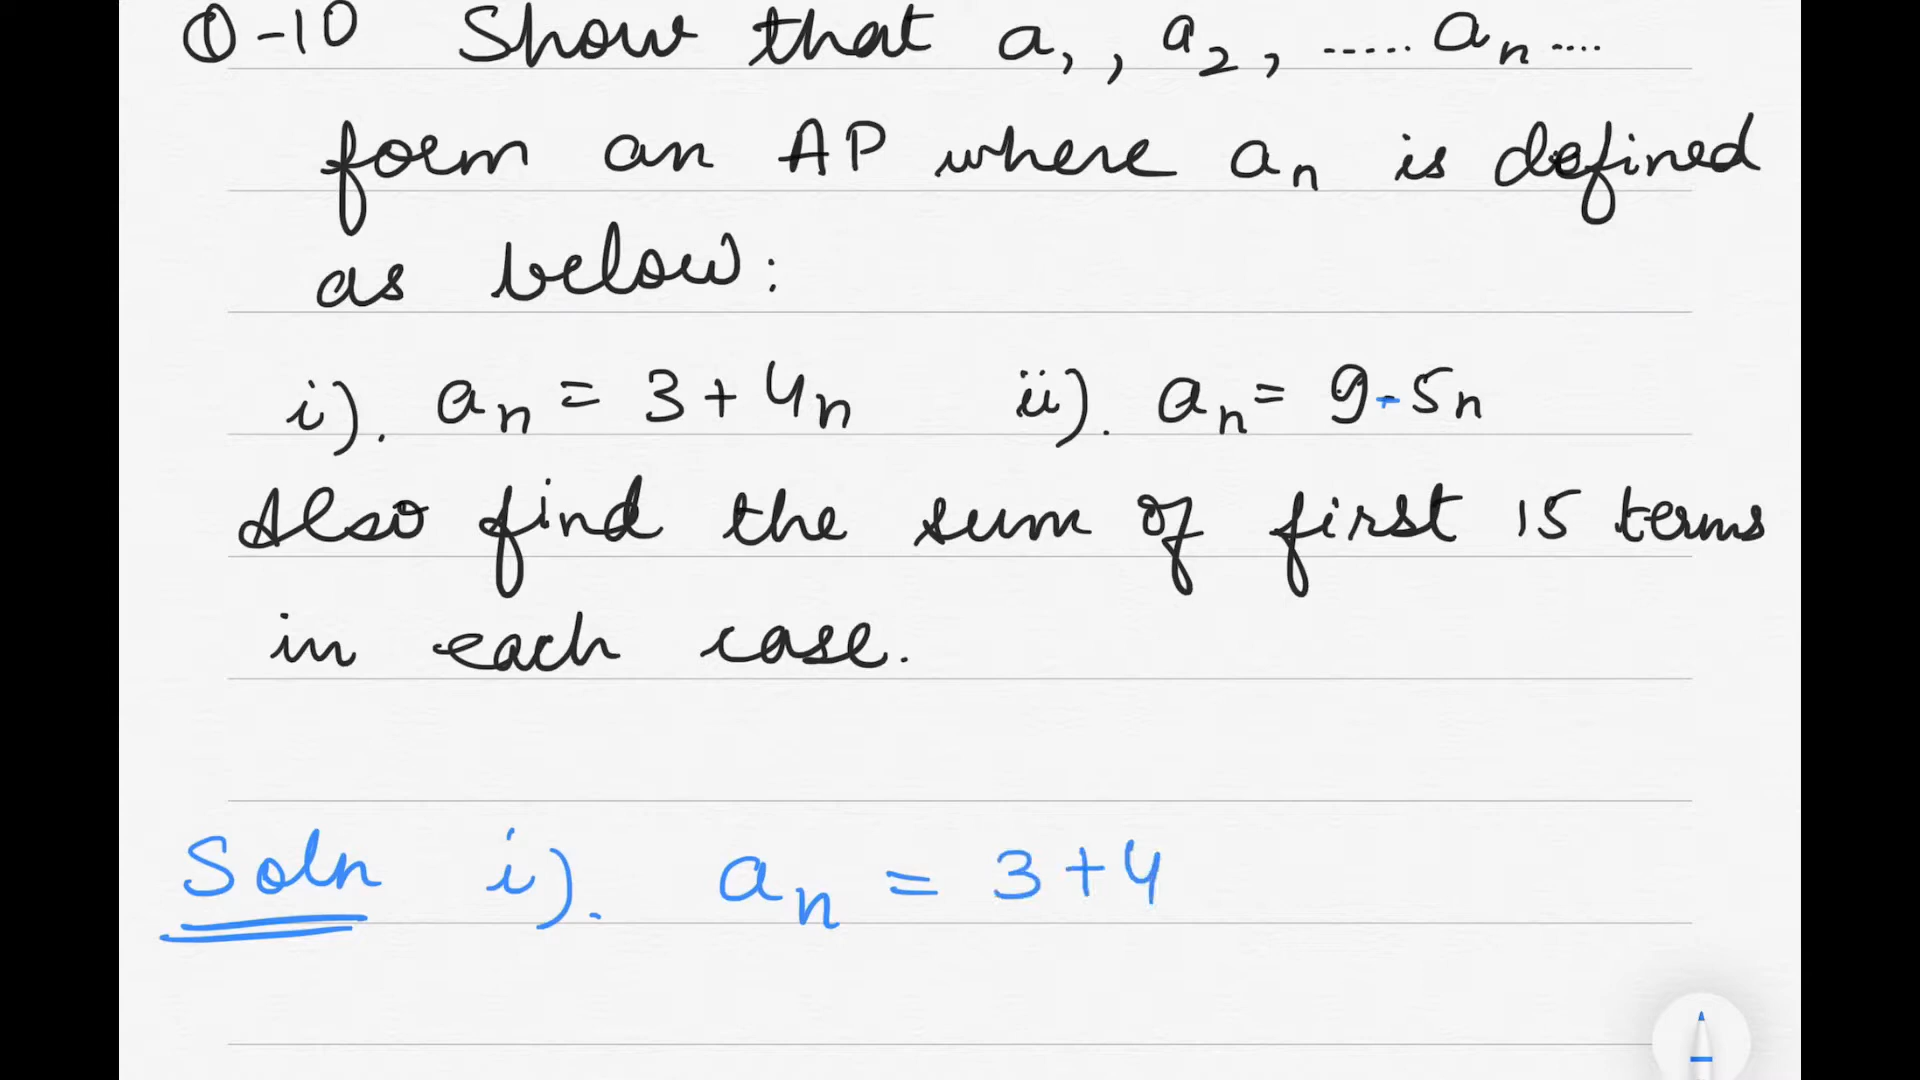 Q-10 Show that a₁, a₂, ..... aₙ ....
form an AP where aₙ is defined
as below:
i). aₙ = 3 + 4n ii). aₙ = 9-5n
Also find the sum of first 15 terms
in each case.
Soln i). aₙ = 3+4